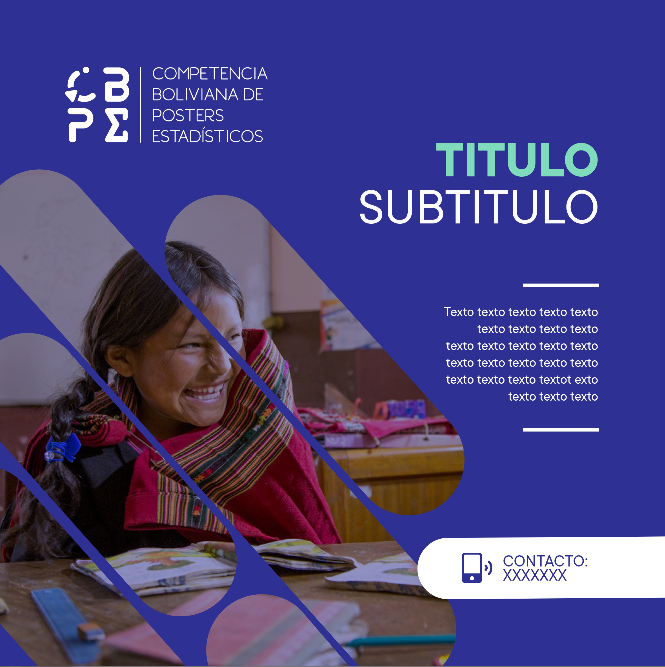 CBPΣ
COMPETENCIA
BOLIVIANA DE
POSTERS
ESTADÍSTICOS
TITULO
SUBTITULO
Texto texto texto texto texto
texto texto texto texto
texto texto texto texto texto
texto texto texto texto texto
texto texto texto textot exto
texto texto texto
CONTACTO:
XXXXXXX